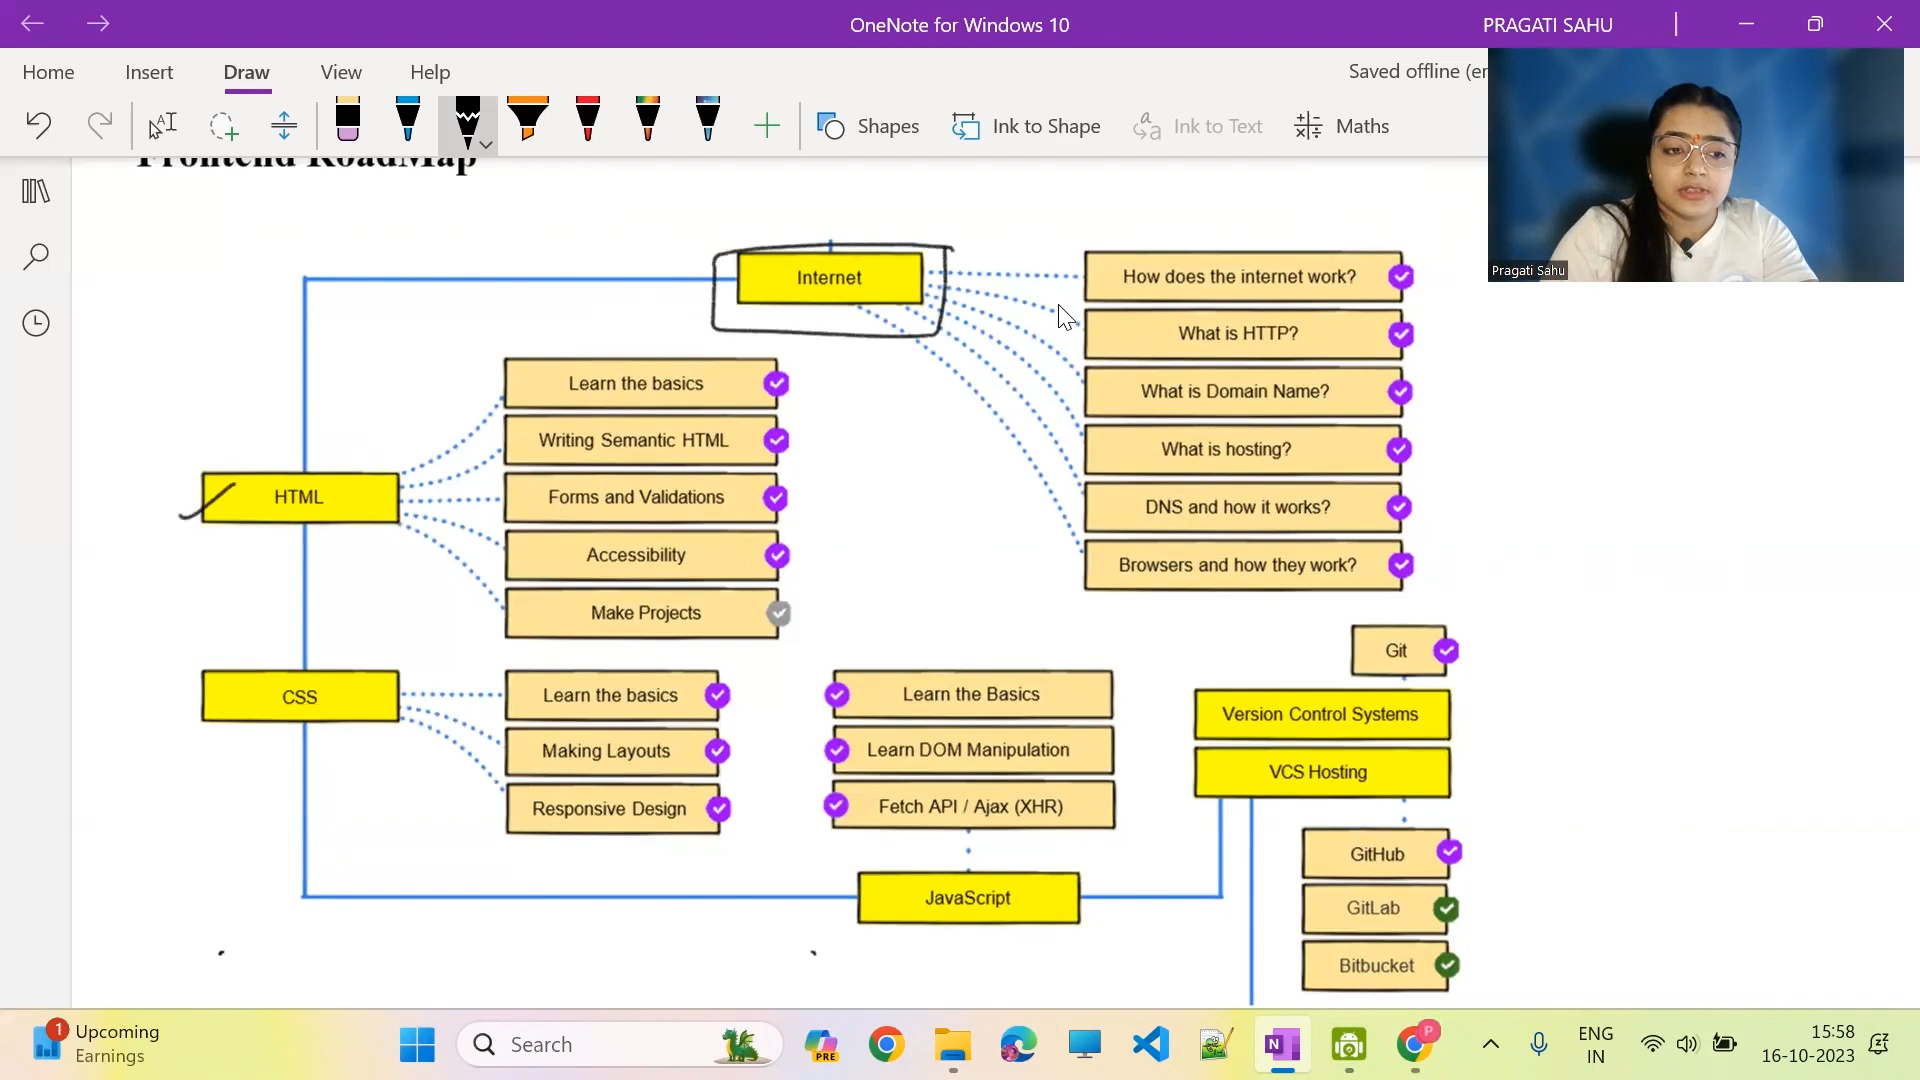 OneNote for Windows 10
PRAGATI SAHU
Home
Insert
Draw
View
Help
Saved offline (er
Shapes
Ink to Shape
Ink to Text
Maths
Pragati Sahu
Frontend RoadMap
Internet
How does the internet work?
What is HTTP?
What is Domain Name?
What is hosting?
DNS and how it works?
Browsers and how they work?
HTML
Learn the basics
Writing Semantic HTML
Forms and Validations
Accessibility
Make Projects
CSS
Learn the basics
Making Layouts
Responsive Design
Learn the Basics
Learn DOM Manipulation
Fetch API / Ajax (XHR)
JavaScript
Git
Version Control Systems
VCS Hosting
GitHub
GitLab
Bitbucket
1
Upcoming
Earnings
Search
PRE
N
P
ENG
IN
15:58
16-10-2023